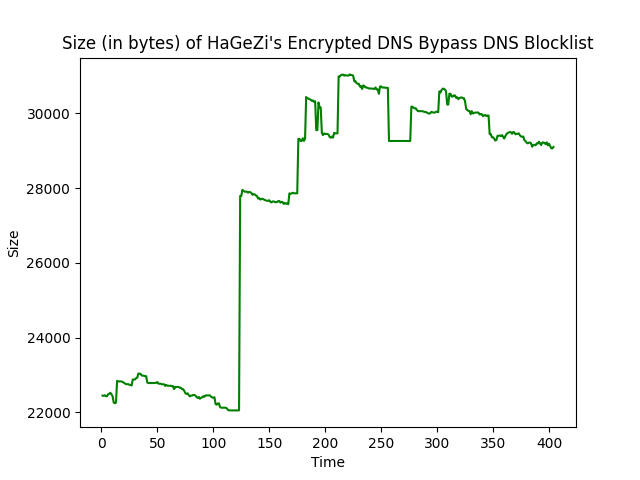 Size (in bytes) of HaGeZi's Encrypted DNS Bypass DNS Blocklist
30000
28000
26000
24000
22000
Size
0 50 100 150 200 250 300 350 400
Time